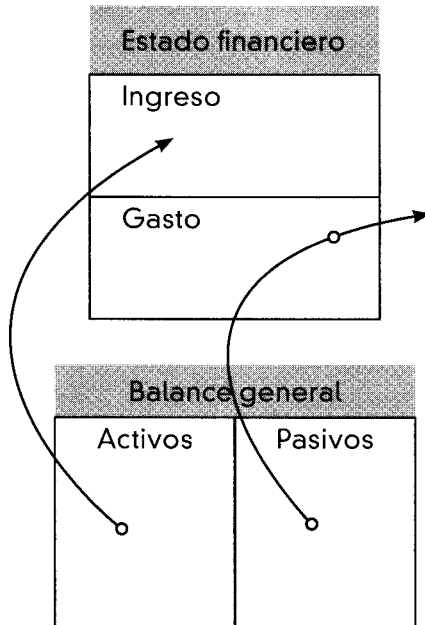 Estado financiero
Ingreso
Gasto
Balance general
Activos
Pasivos